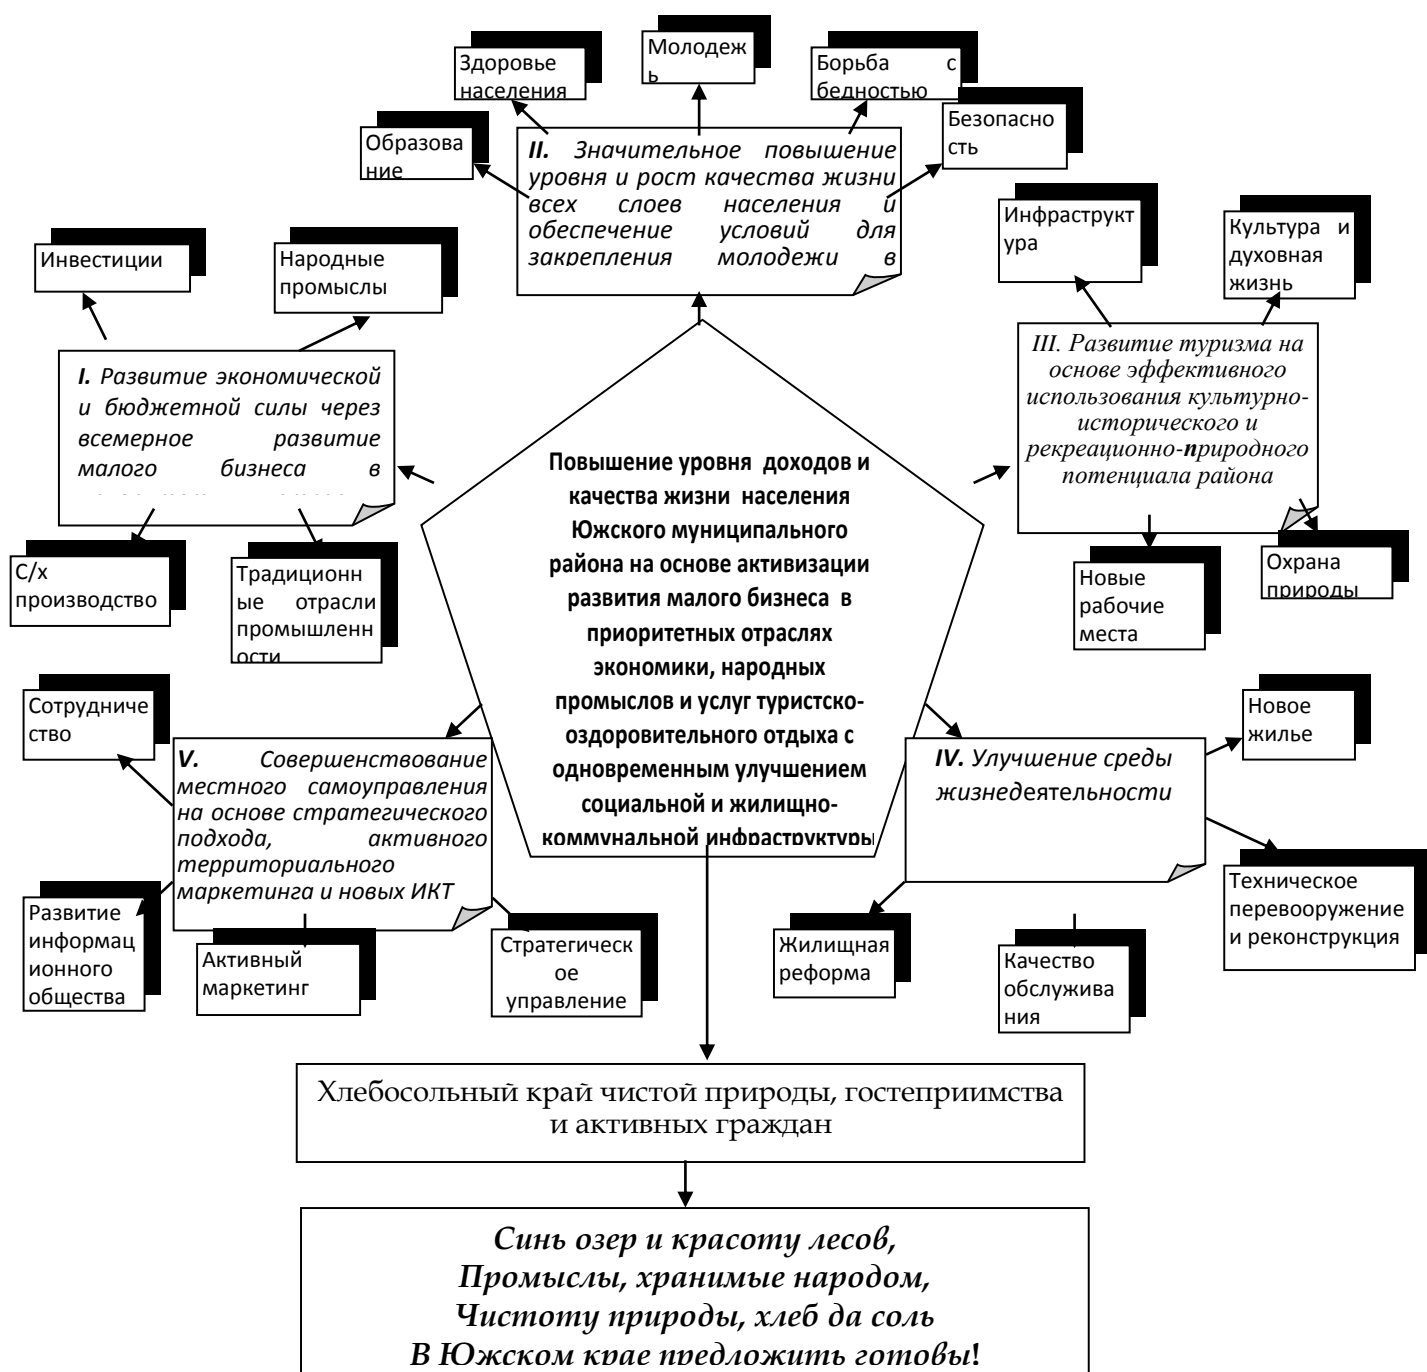 Молодеж
ь
Здоровье
населения
Борьба с
бедностью
Образова
ние
Безопасно
сть
II. Значительное повышение
уровня и рост качества жизни
всех слоев населения и
обеспечение условий для
закрепления молодежи в
Инфраструкт
ура
Культура и
духовная
жизнь
Инвестиции
Народные
промыслы
I. Развитие экономической
и бюджетной силы через
всемерное развитие
малого бизнеса в
III. Развитие туризма на
основе эффективного
использования культурно-
исторического и
рекреационно-природного
потенциала района
Повышение уровня доходов и
качества жизни населения
Южского муниципального
района на основе активизации
развития малого бизнеса в
приоритетных отраслях
экономики, народных
промыслов и услуг туристско-
оздоровительного отдыха с
одновременным улучшением
социальной и жилищно-
коммунальной инфраструктуры
С/х
производство
Традиционн
ые отрасли
промышленн
ости
Новые
рабочие
места
Охрана
природы
Сотрудниче
ство
V. Совершенствование
местного самоуправления
на основе стратегического
подхода, активного
территориального
маркетинга и новых ИКТ
IV. Улучшение среды
жизнедеятельности
Новое
жилье
Техническое
перевооружение
и реконструкция
Развитие
информац
ионного
общества
Активный
маркетинг
Стратегическ
ое
управление
Жилищная
реформа
Качество
обслужива
ния
Хлебосольный край чистой природы, гостеприимства
и активных граждан
Синь озер и красоту лесов,
Промыслы, хранимые народом,
Чистоту природы, хлеб да соль
В Южском крае предложить готовы!